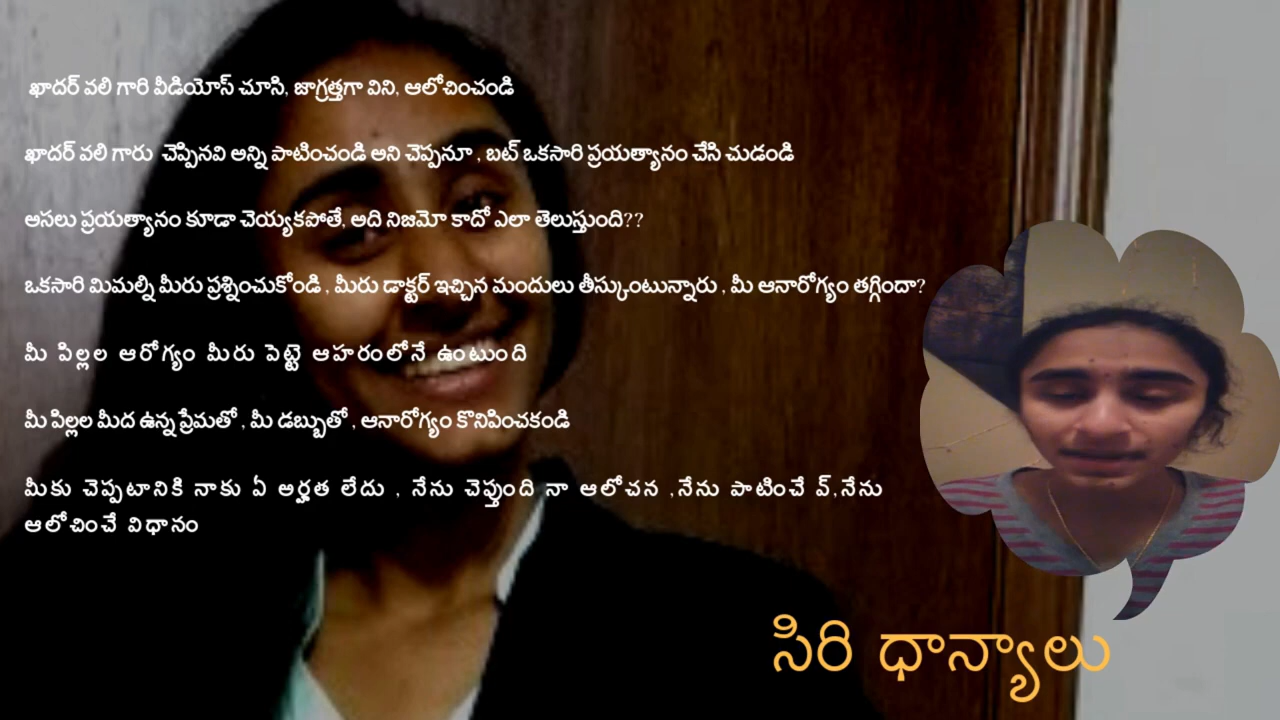 ఖాదర్ వలి గారి వీడియోస్ చూసి, జాగ్రత్తగా విని, ఆలోచించండి
ఖాదర్ వలి గారు చెప్పినవి అన్ని పాటించండి అని చెప్పనూ , బట్ ఒకసారి ప్రయత్నానం చేసి చుడండి
అసలు ప్రయత్యానం కూడా చెయ్యకపోతే, అది నిజమో కాదో ఎలా తెలుస్తుంది??
ఒకసారి మిమల్ని మీరు ప్రశ్నించుకోండి , మీరు డాక్టర్ ఇచ్చిన మందులు తీస్కుంటున్నారు , మీ ఆనారోగ్యం తగ్గిందా?
మీ పిల్లల ఆరోగ్యం మీరు పెట్టె ఆహరంలోనే ఉంటుంది
మీ పిల్లల మీద ఉన్న ప్రేమతో , మీ డబ్బుతో , ఆనారోగ్యం కొనిపించకండి
మీకు చెప్పటానికి నాకు ఏ అర్హత లేదు , నేను చెప్తుంది నా ఆలోచన ,నేను పాటించే వ్,నేను
ఆలోచించే విధానం
సిరి ధాన్యాలు